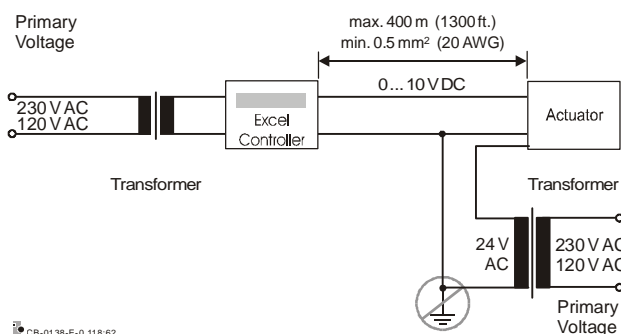 Primary
Voltage
max. 400 m (1300 ft.)
min. 0.5 mm² (20 AWG)
0... 10 V DC
230 V AC
120 V AC
Excel
Controller
Actuator
Transformer
Transformer
24 V
AC
230 V AC
120 V AC
Primary
Voltage
CB-0138-E-0 118:62